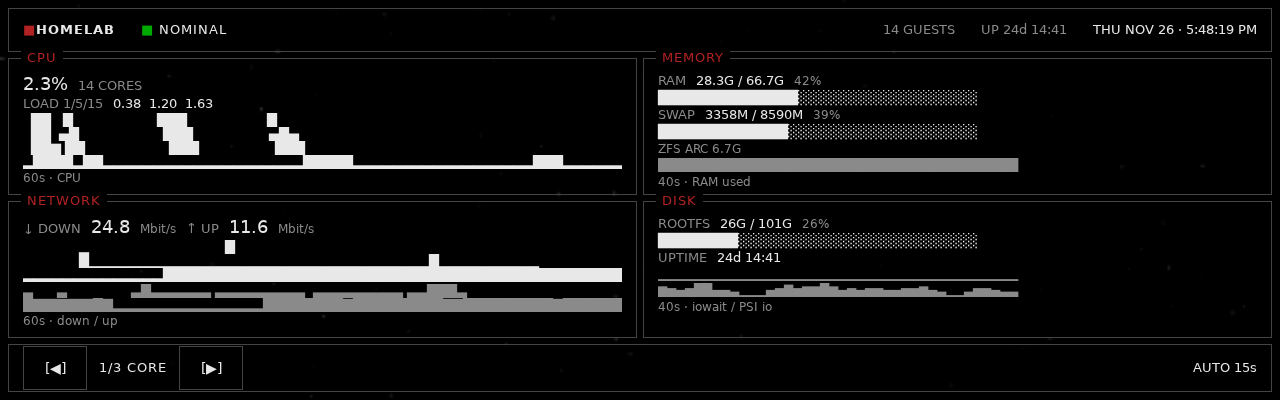 HOMELAB NOMINAL 14 GUESTS UP 24d 14:41 THU NOV 26 · 5:48:19 PM
CPU
2.3% 14 CORES
LOAD 1/5/15 0.38 1.20 1.63
60s · CPU
MEMORY
RAM 28.3G / 66.7G 42%
SWAP 3358M / 8590M 39%
ZFS ARC 6.7G
40s · RAM used
NETWORK
↓ DOWN 24.8 Mbit/s ↑ UP 11.6 Mbit/s
60s · down / up
DISK
ROOTFS 26G / 101G 26%
UPTIME 24d 14:41
40s · iowait / PSI io
[◄] 1/3 CORE [►] AUTO 15s